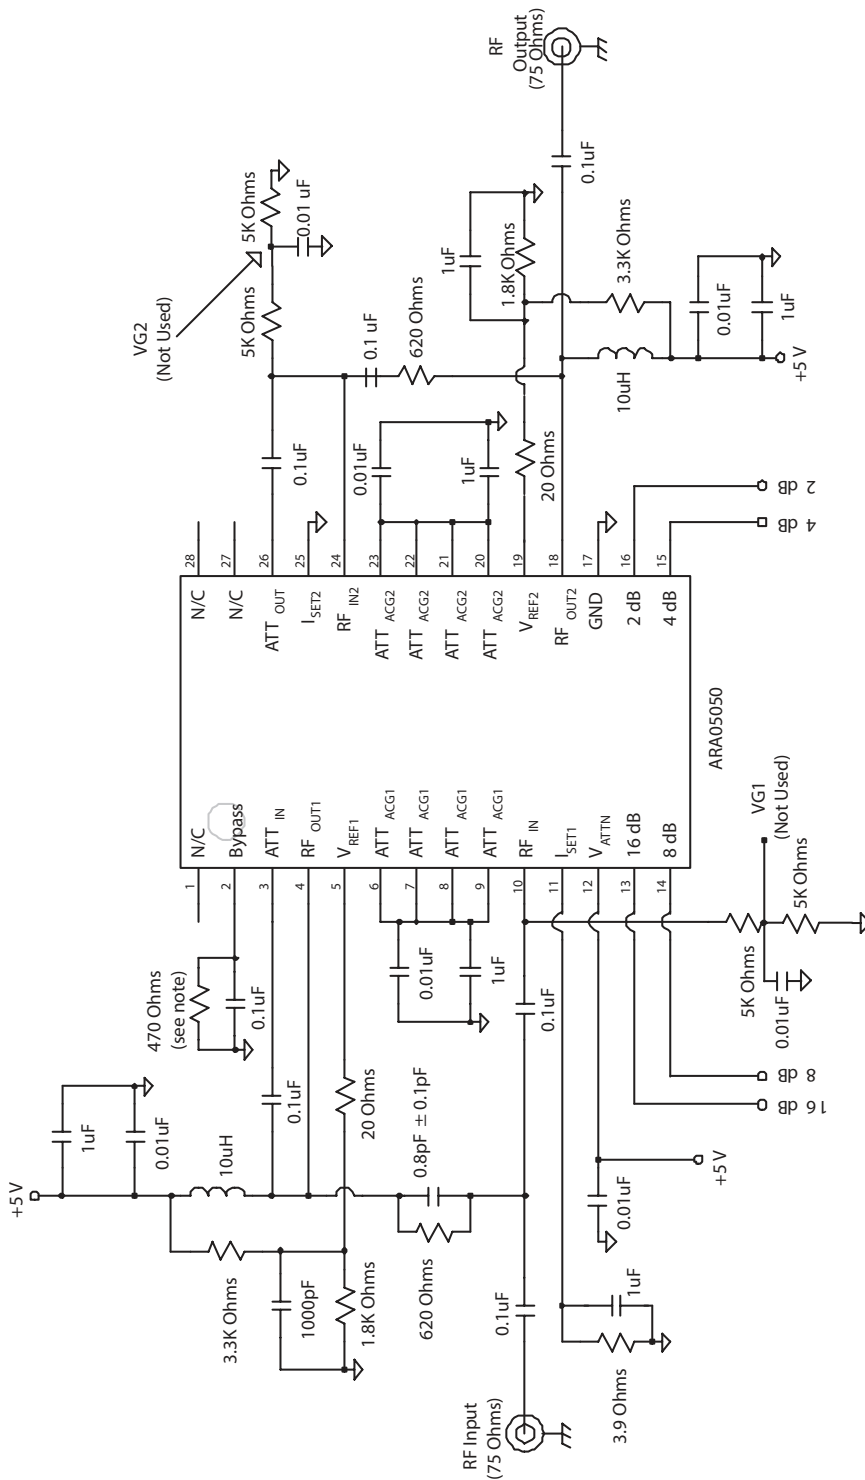 +5 V
1uF
0.01uF
10uH
3.3K Ohms
1000pF
1.8K Ohms
470 Ohms
(see note)
0.1uF
0.1uF
20 Ohms
0.8pF ± 0.1pF
620 Ohms
0.01uF
1uF
0.1uF
0.1uF
RF Input
(75 Ohms)
3.9 Ohms
1uF
0.01uF
+5 V
16 dB
8 dB
5K Ohms
0.01uF
5K Ohms
VG1
(Not Used)
1 N/C
2 Bypass
3 ATT IN
4 RF OUT1
5 VREF1
6 ATT ACG1
7 ATT ACG1
8 ATT ACG1
9 ATT ACG1
10 RF IN
11 ISET1
12 VATTN
13 16 dB
14 8 dB
ARA05050
N/C 28
N/C 27
ATT OUT 26
ISET2 25
RF IN2 24
ATT ACG2 23
ATT ACG2 22
ATT ACG2 21
ATT ACG2 20
VREF2 19
RF OUT2 18
GND 17
2 dB 16
4 dB 15
VG2
(Not Used)
5K Ohms
5K Ohms
0.01 uF
0.1uF
0.1 uF
620 Ohms
0.01uF
1uF
20 Ohms
1uF
1.8K Ohms
3.3K Ohms
10uH
0.01uF
1uF
+5 V
0.1uF
RF
Output
(75 Ohms)
2 dB
4 dB